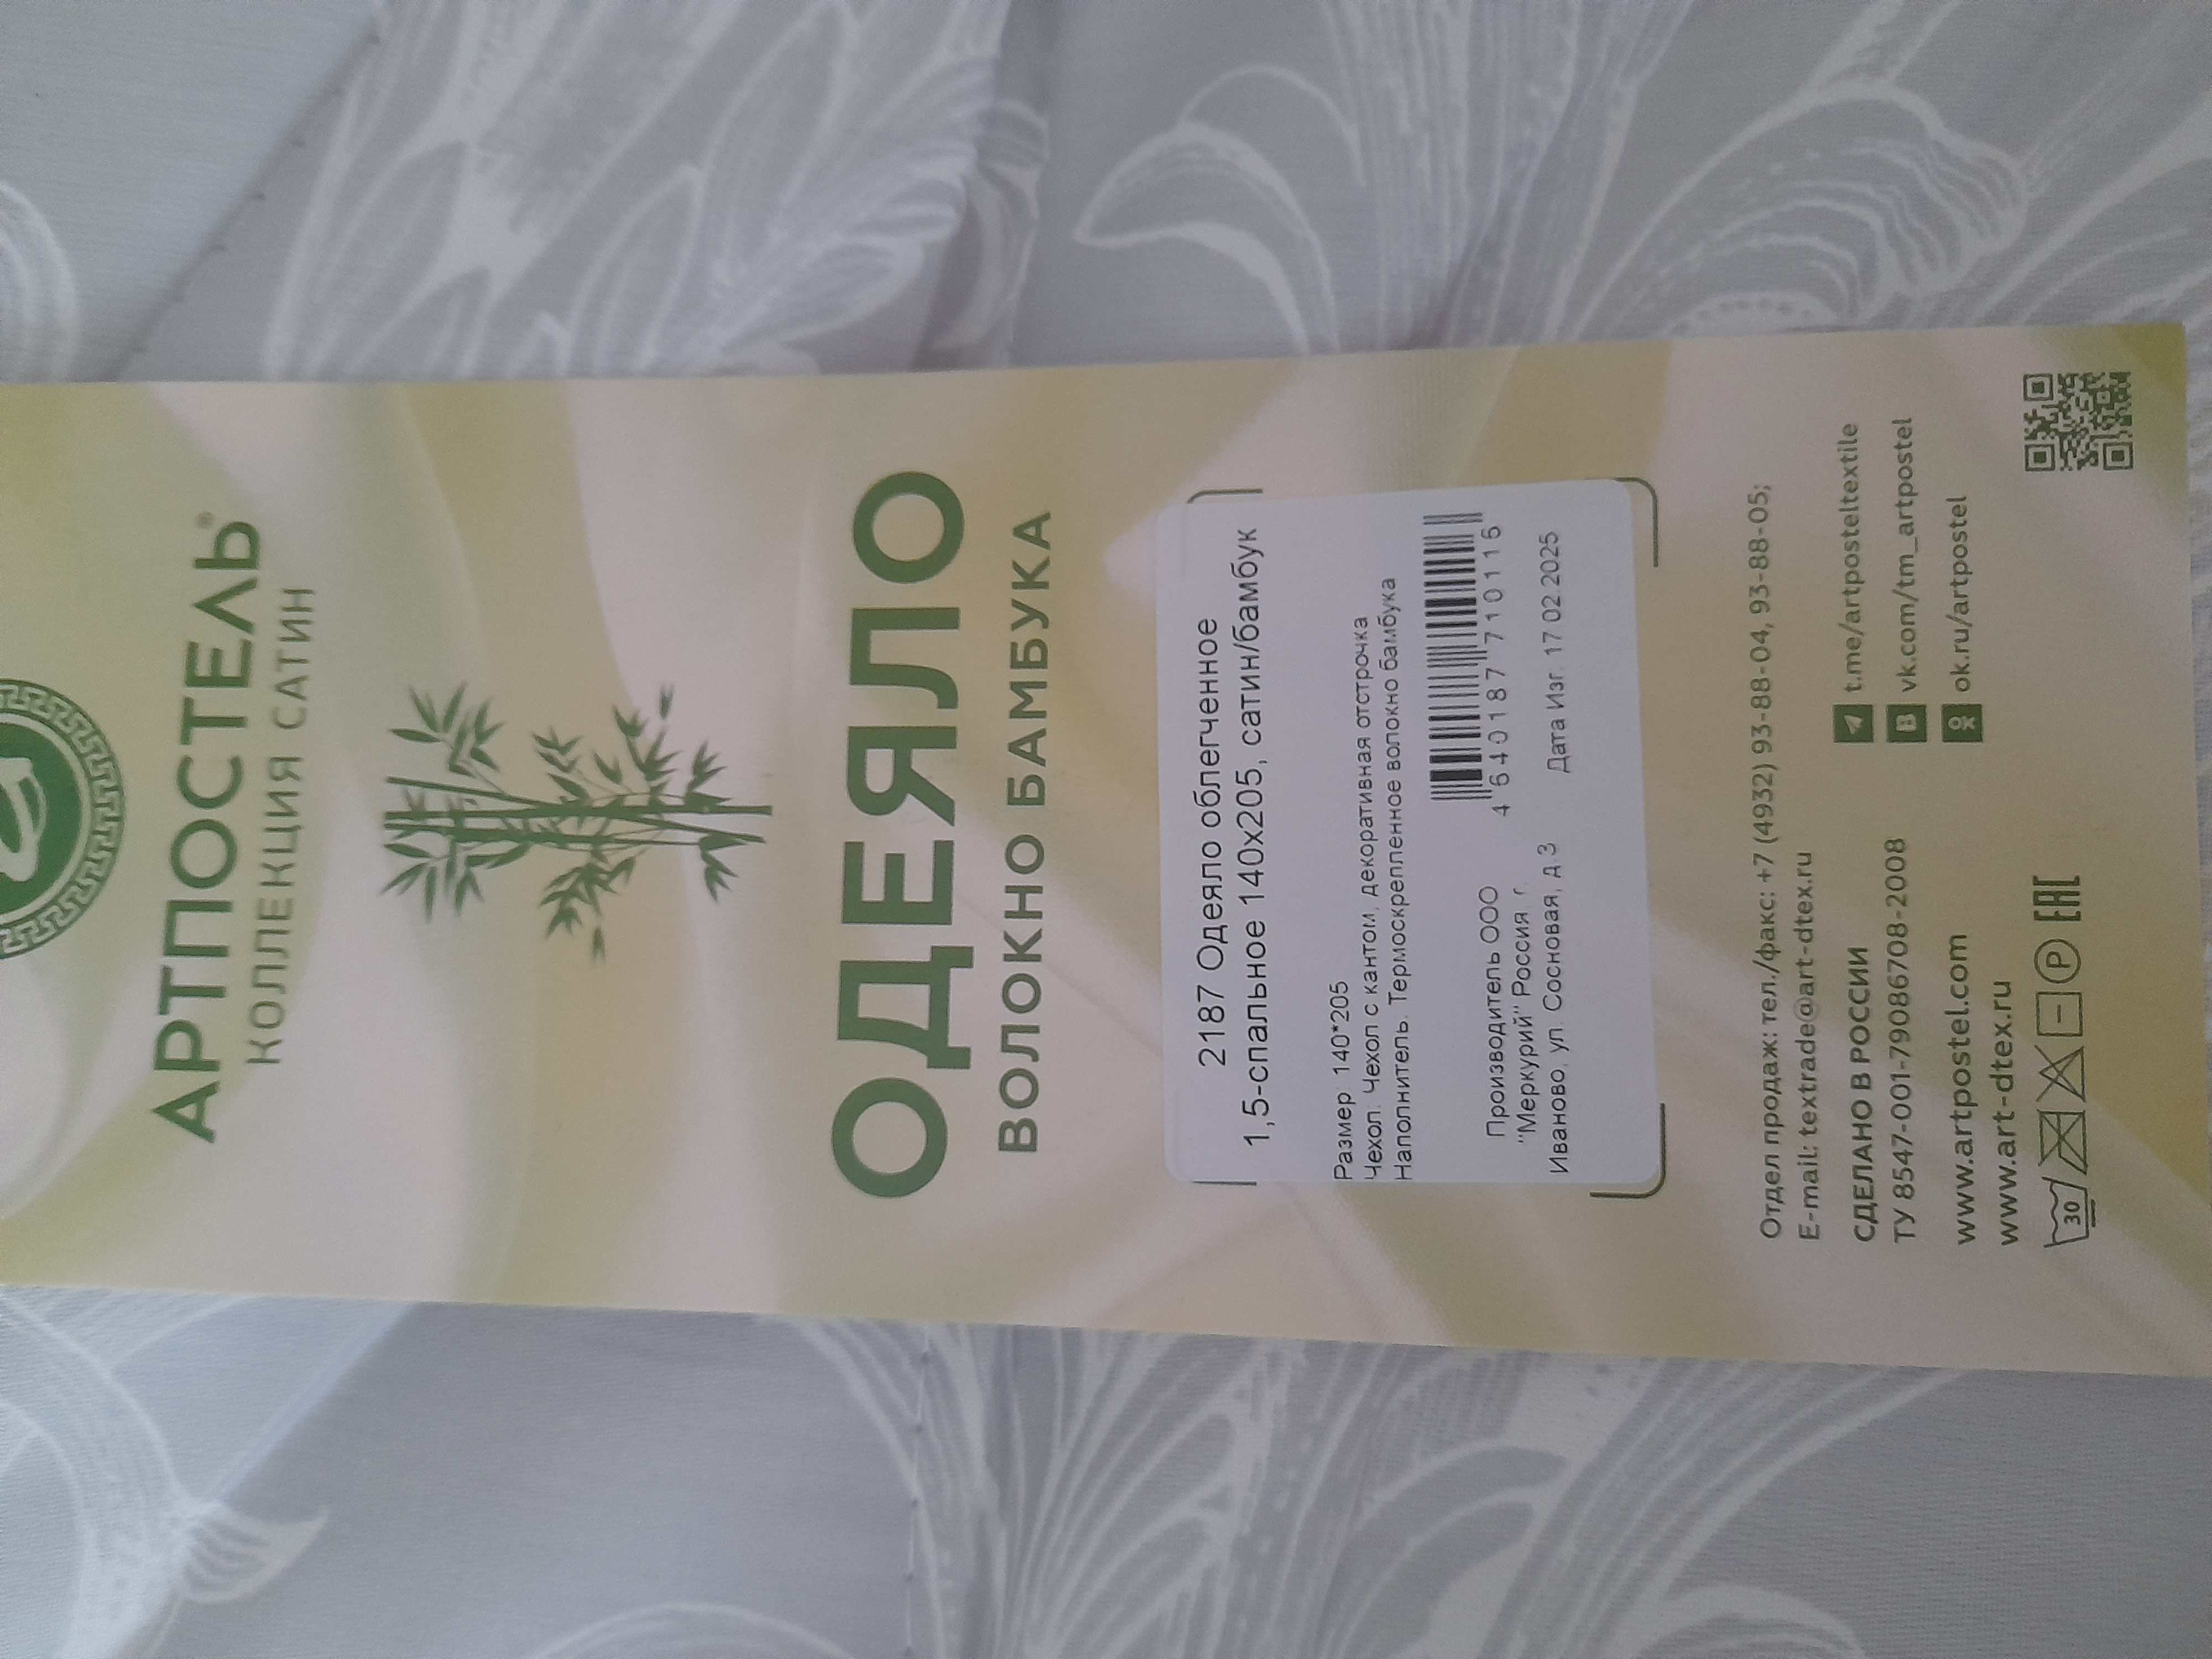 АРТПОСТЕЛЬ®
КОЛЛЕКЦИЯ САТИН
ОДЕЯЛО
ВОЛОКНО БАМБУКА
2187 Одеяло облегченное
1,5-спальное 140х205, сатин/бамбук
Размер: 140*205
Чехол: Чехол с кантом, декоративная отстрочка
Наполнитель: Термоскрепленное волокно бамбука
4 640187 710116
Производитель ООО
"Меркурий" Россия, г.
Иваново, ул. Сосновая, д.3
Дата Изг. 17.02.2025
Отдел продаж: тел./факс: +7 (4932) 93-88-04, 93-88-05;
E-mail: textrade@art-dtex.ru
СДЕЛАНО В РОССИИ
ТУ 8547-001-79086708-2008
www.artpostel.com
www.art-dtex.ru
t.me/artposteltextile
vk.com/tm_artpostel
ok.ru/artpostel
30
P
EAC